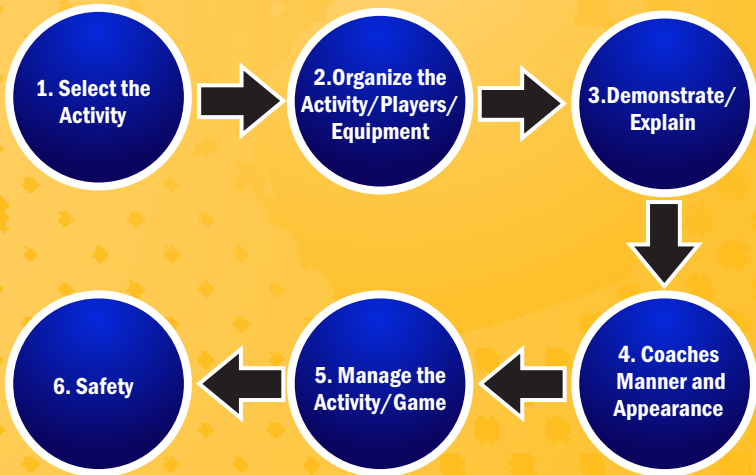 1. Select the
Activity
2.Organize the
Activity/Players/
Equipment
3.Demonstrate/
Explain
4. Coaches
Manner and
Appearance
5. Manage the
Activity/Game
6. Safety